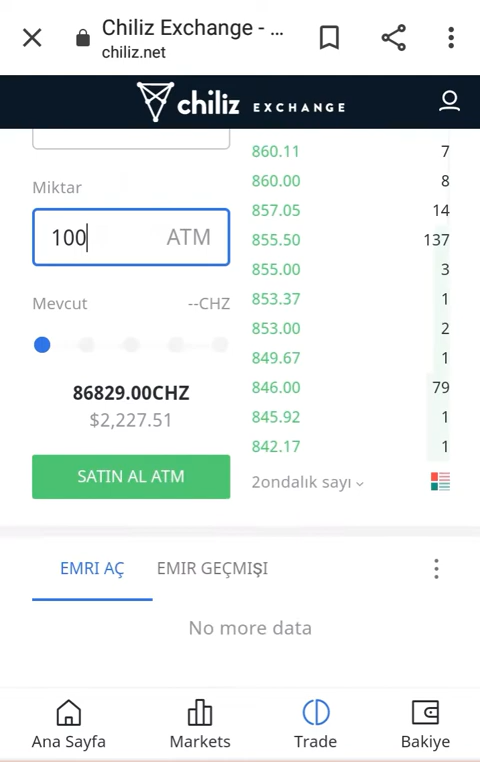 Chiliz Exchange - ...
chiliz.net
chiliz EXCHANGE
Miktar
100 ATM
Mevcut --CHZ
86829.00CHZ
$2,227.51
SATIN AL ATM
860.11 7
860.00 8
857.05 14
855.50 137
855.00 3
853.37 1
853.00 2
849.67 1
846.00 79
845.92 1
842.17 1
2ondalık sayı
EMRI AÇ EMIR GEÇMIŞI
No more data
Ana Sayfa Markets Trade Bakiye